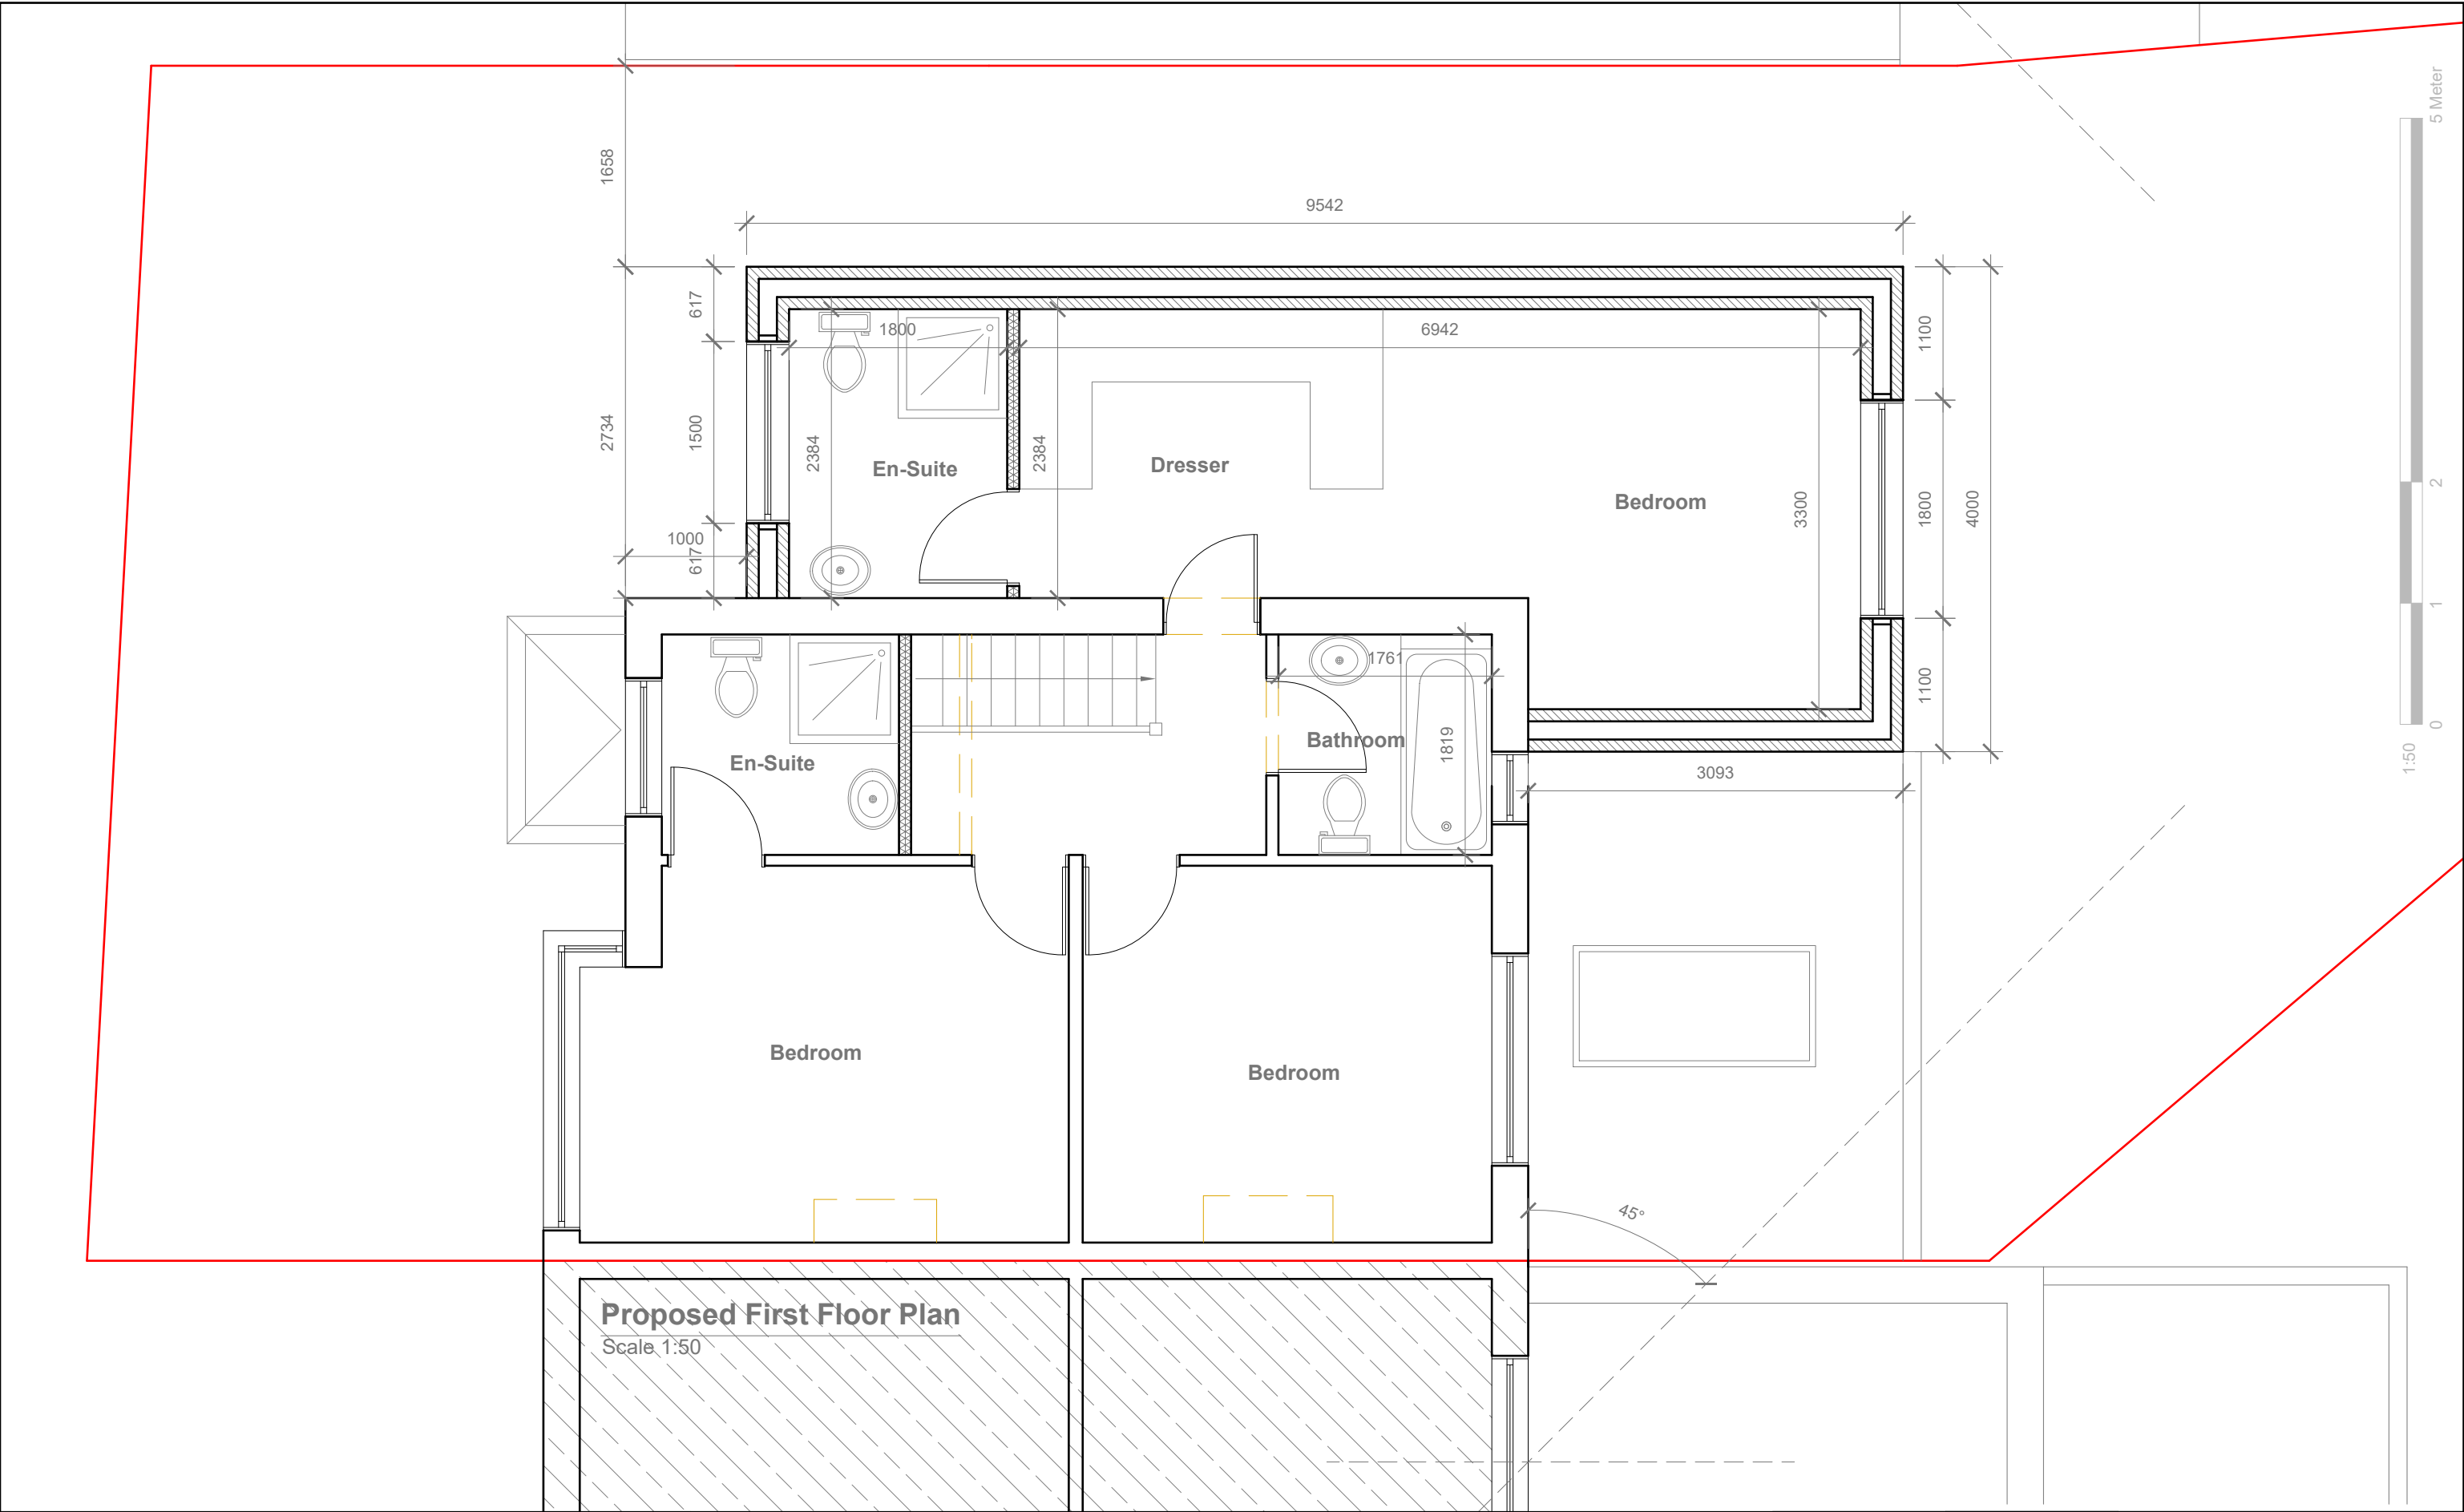 5 Meter
1658
9542
617
1800
6942
1100
2734
1500
2384
2384
En-Suite
Dresser
Bedroom
3300
1800
4000
2
1000
617
1
1761
1100
0
1:50
En-Suite
Bathroom
1819
3093
Bedroom
Bedroom
45°
Proposed First Floor Plan
Scale 1:50